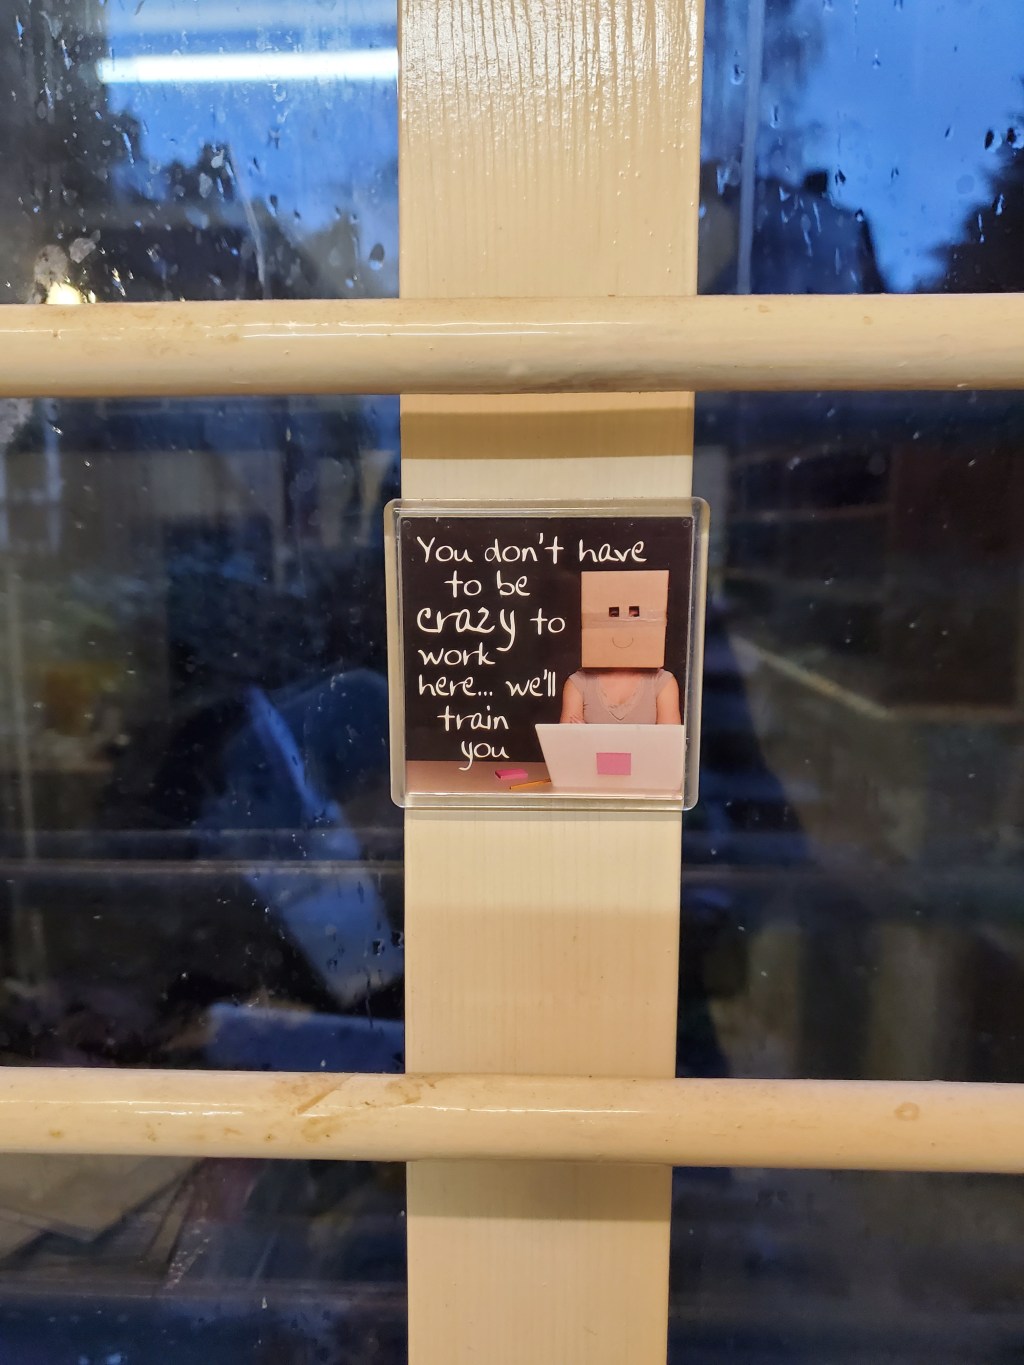 You don't have
to be
crazy to
work
here... we'll
train
you